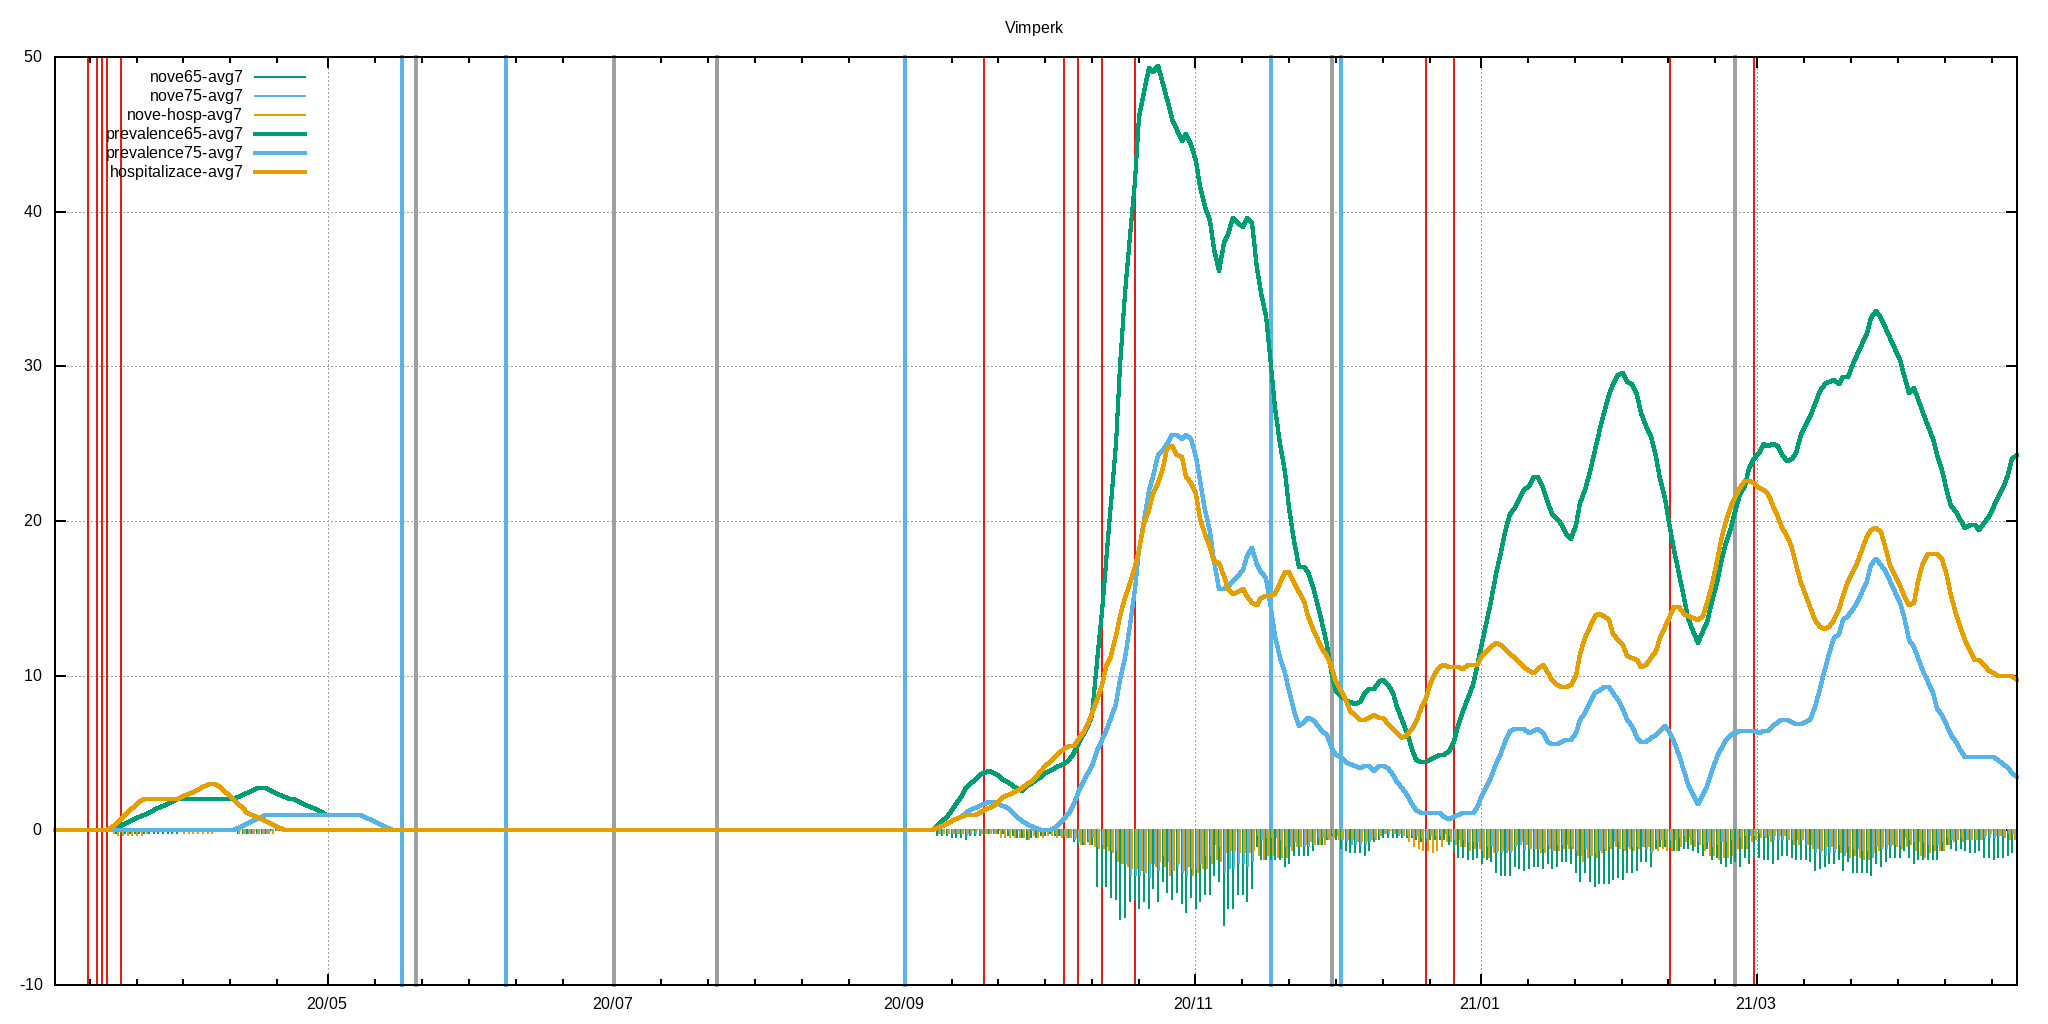 Vimperk
50
nove65-avg7
nove75-avg7
nove-hosp-avg7
prevalence65-avg7
prevalence75-avg7
hospitalizace-avg7
40
30
20
10
0
-10
20/05 20/07 20/09 20/11 21/01 21/03